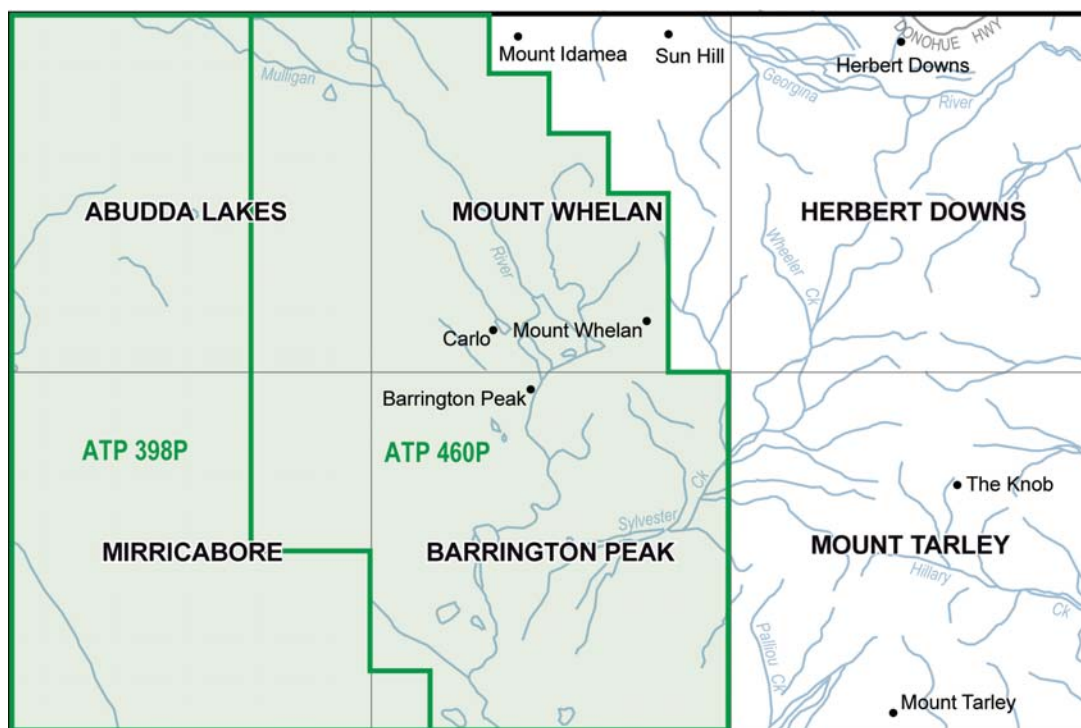 DONOHUE HWY
Mount Idamea
Sun Hill
Herbert Downs
Mulligan
Georgina
River
ABUDDA LAKES
MOUNT WHELAN
HERBERT DOWNS
River
Wheeler
Ck
Carlo
Mount Whelan
Barrington Peak
ATP 398P
ATP 460P
Ck
The Knob
Sylvester
MIRRICABORE
BARRINGTON PEAK
MOUNT TARLEY
Hillary
Ck
Palliou Ck
Mount Tarley